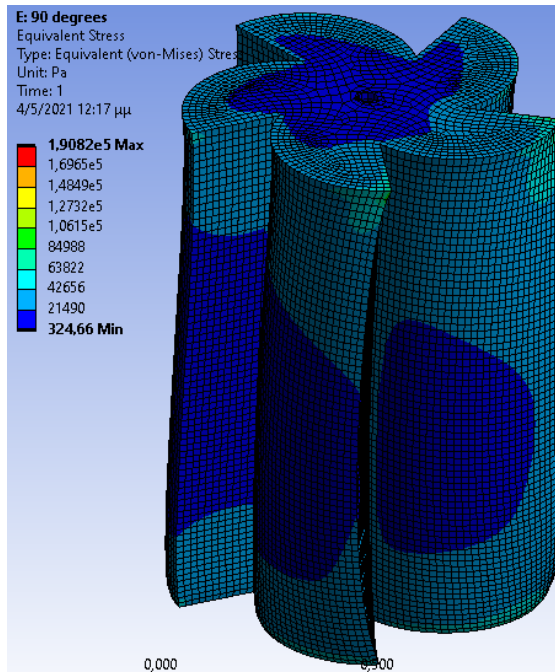 E: 90 degrees
Equivalent Stress
Type: Equivalent (von-Mises) Stres
Unit: Pa
Time: 1
4/5/2021 12:17 μμ
1,9082e5 Max
1,6965e5
1,4849e5
1,2732e5
1,0615e5
84988
63822
42656
21490
324,66 Min
0,000